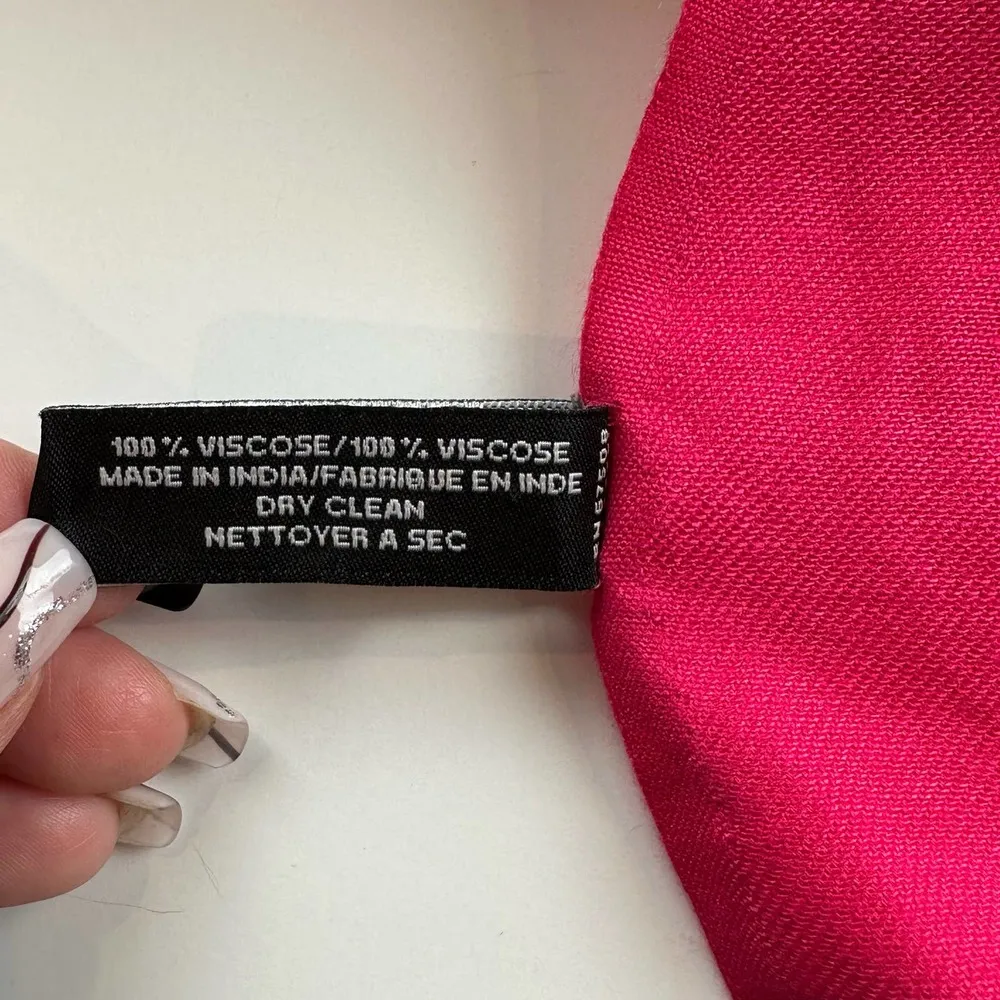 100 % VISCOSE/100 % VISCOSE
MADE IN INDIA/FABRIQUE EN INDE
DRY CLEAN
NETTOYER A SEC